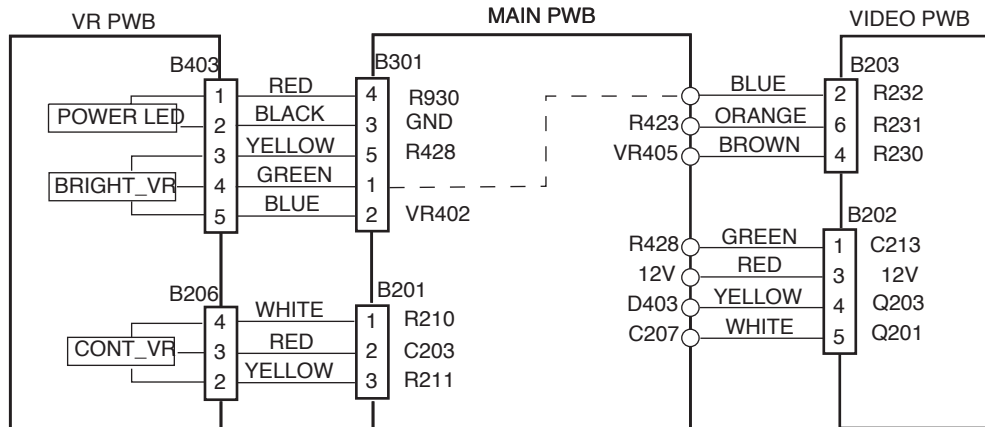 VR PWB
MAIN PWB
VIDEO PWB
B403
POWER LED
BRIGHT_VR
1
2
3
4
5
RED
BLACK
YELLOW
GREEN
BLUE
B301
4
3
5
1
2
R930
GND
R428
VR402
B206
CONT_VR
4
3
2
WHITE
RED
YELLOW
B201
1
2
3
R210
C203
R211
R423
VR405
BLUE
ORANGE
BROWN
B203
2
6
4
R232
R231
R230
R428
12V
D403
C207
GREEN
RED
YELLOW
WHITE
B202
1
3
4
5
C213
12V
Q203
Q201